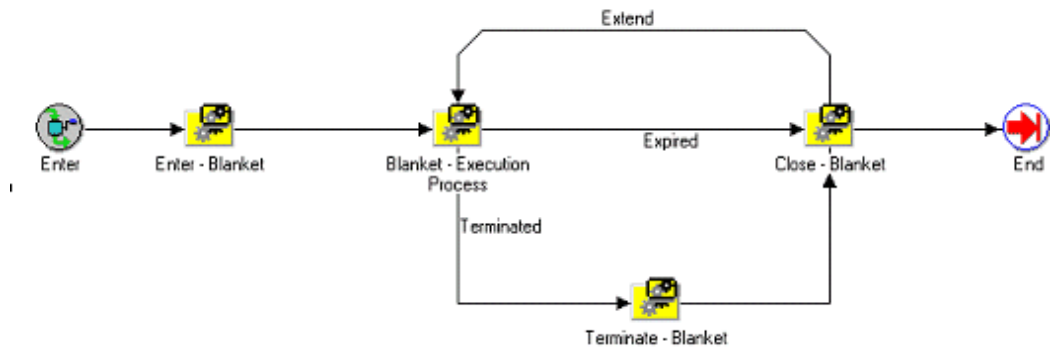 Extend
Enter
Enter - Blanket
Blanket - Execution
Process
Expired
Close - Blanket
End
Terminated
Terminate - Blanket